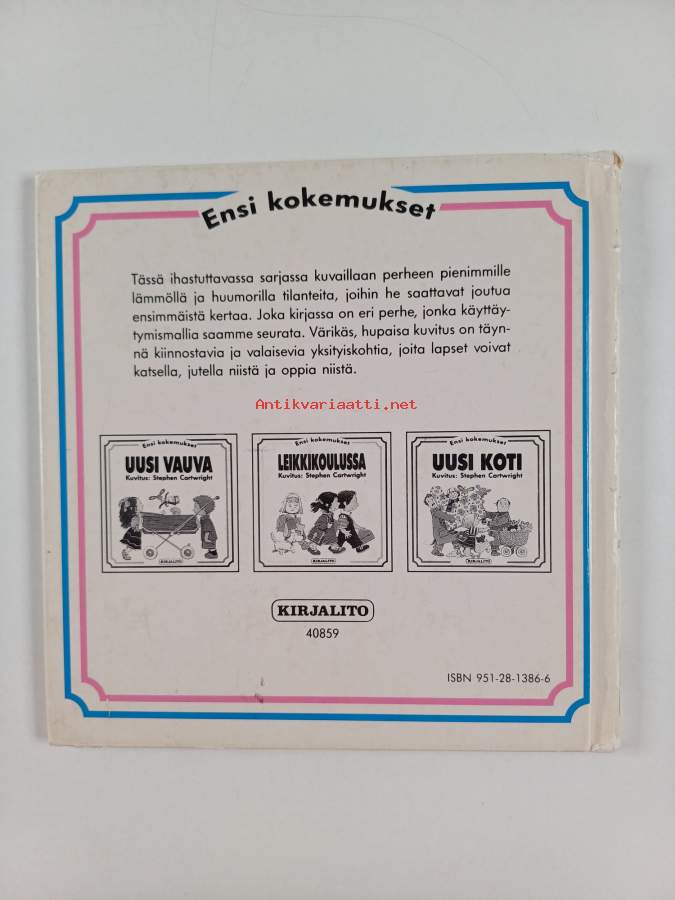 Ensi kokemukset
Tässä ihastuttavassa sarjassa kuvaillaan perheen pienimmille
lämmöllä ja huumorilla tilanteita, joihin he saattavat joutua
ensimmäistä kertaa. Joka kirjassa on eri perhe, jonka käyttäy-
tymismallia saamme seurata. Värikäs, hupaisa kuvitus on täyn-
nä kiinnostavia ja valaisevia yksityiskohtia, joita lapset voivat
katsella, jutella niistä ja oppia niistä.
Antikvariaatti.net
Ensi kokemukset
UUSI VAUVA
Kuvitus: Stephen Cartwright
KIRJALITO
Ensi kokemukset
LEIKKIKOULUSSA
Kuvitus: Stephen Cartwright
KIRJALITO
Ensi kokemukset
UUSI KOTI
Kuvitus: Stephen Cartwright
KIRJALITO
KIRJALITO
40859
ISBN 951-28-1386-6